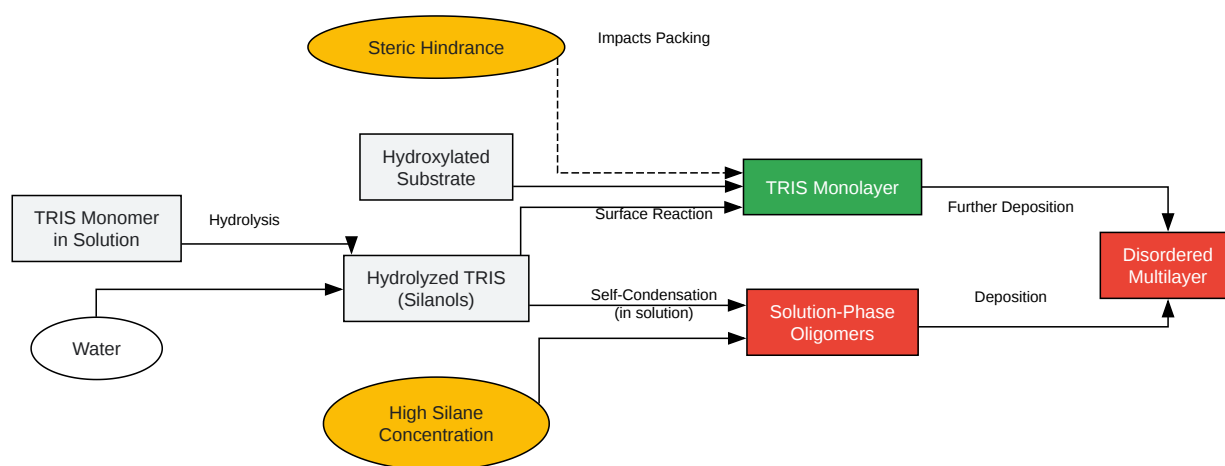 Steric Hindrance
Impacts Packing
Hydroxylated
Substrate
TRIS Monolayer
Surface Reaction
Further Deposition
TRIS Monomer
in Solution
Hydrolysis
Hydrolyzed TRIS
(Silanols)
Self-Condensation
(in solution)
Solution-Phase
Oligomers
Deposition
Disordered
Multilayer
Water
High Silane
Concentration